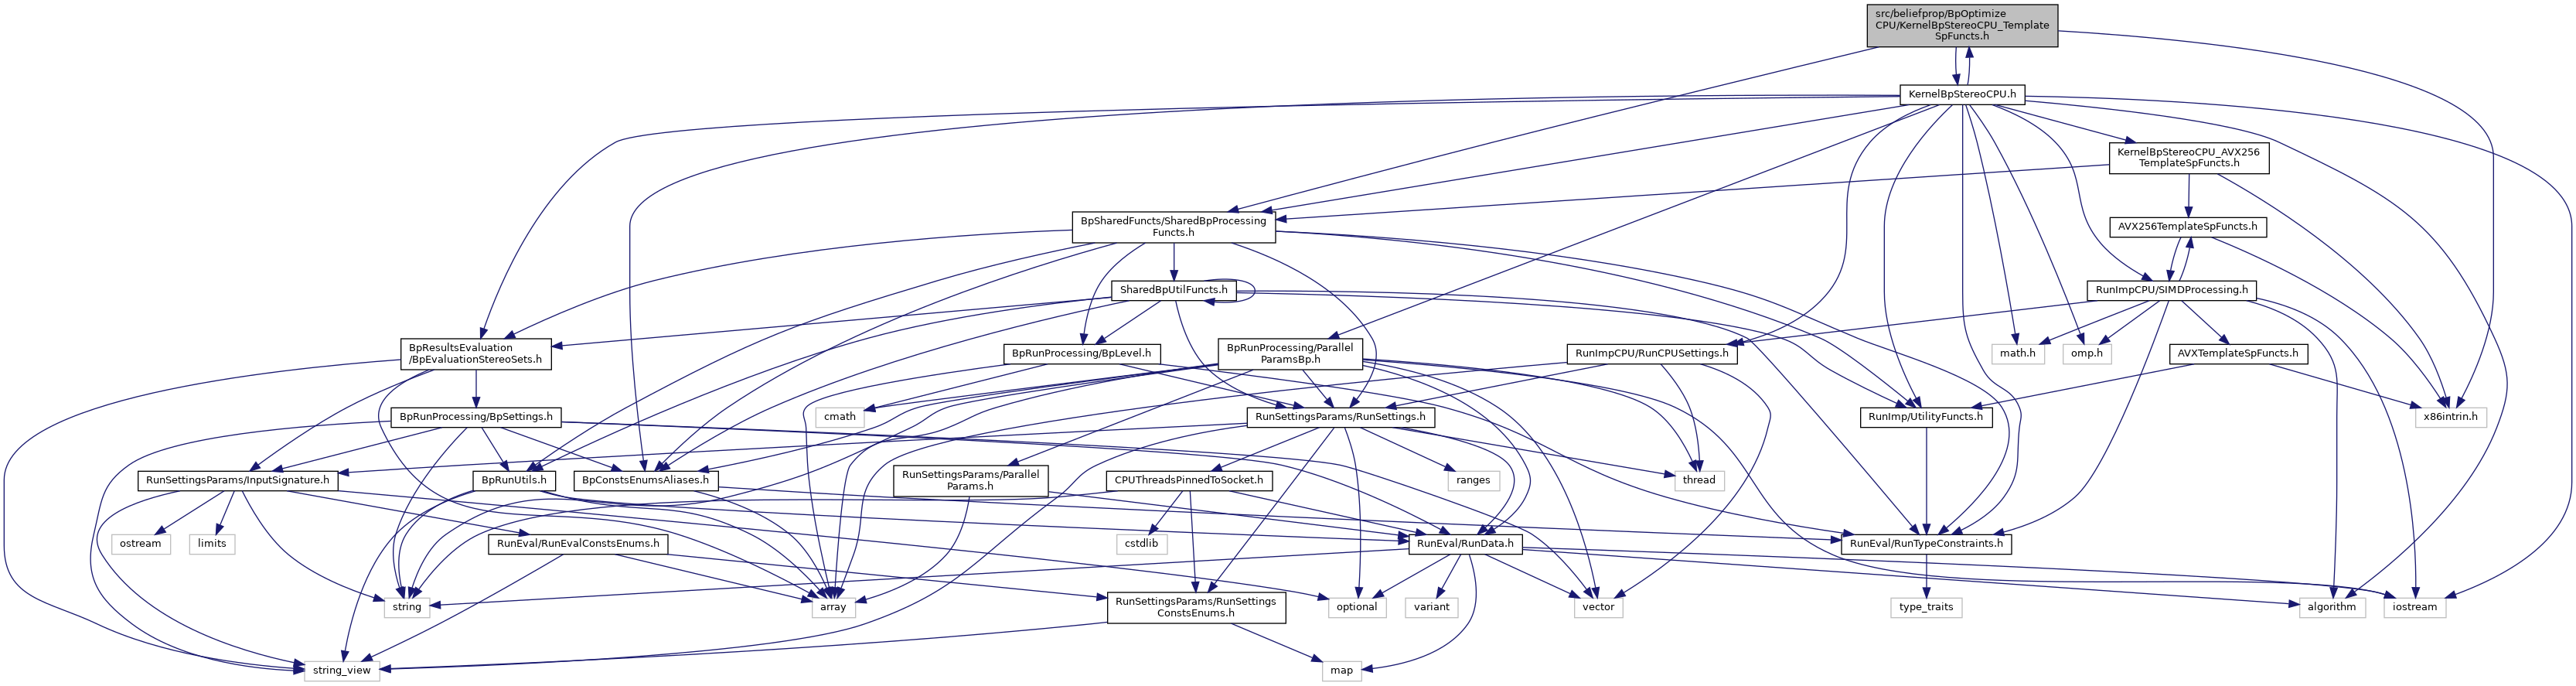 src/beliefprop/BpOptimize
CPU/KernelBpStereoCPU_Template
SpFuncts.h
KernelBpStereoCPU.h
KernelBpStereoCPU_AVX256
TemplateSpFuncts.h
BpSharedFuncts/SharedBpProcessing
Functs.h
AVX256TemplateSpFuncts.h
SharedBpUtilFuncts.h
RunImpCPU/SIMDProcessing.h
BpResultsEvaluation
/BpEvaluationStereoSets.h
BpRunProcessing/BpLevel.h
BpRunProcessing/Parallel
ParamsBp.h
RunImpCPU/RunCPUSettings.h
math.h
omp.h
AVXTemplateSpFuncts.h
BpRunProcessing/BpSettings.h
cmath
RunSettingsParams/RunSettings.h
RunImp/UtilityFuncts.h
x86intrin.h
RunSettingsParams/InputSignature.h
BpRunUtils.h
BpConstsEnumsAliases.h
RunSettingsParams/Parallel
Params.h
CPUThreadsPinnedToSocket.h
ranges
thread
ostream
limits
RunEval/RunEvalConstsEnums.h
cstdlib
RunEval/RunData.h
RunEval/RunTypeConstraints.h
string
array
RunSettingsParams/RunSettings
ConstsEnums.h
optional
variant
vector
type_traits
algorithm
iostream
string_view
map